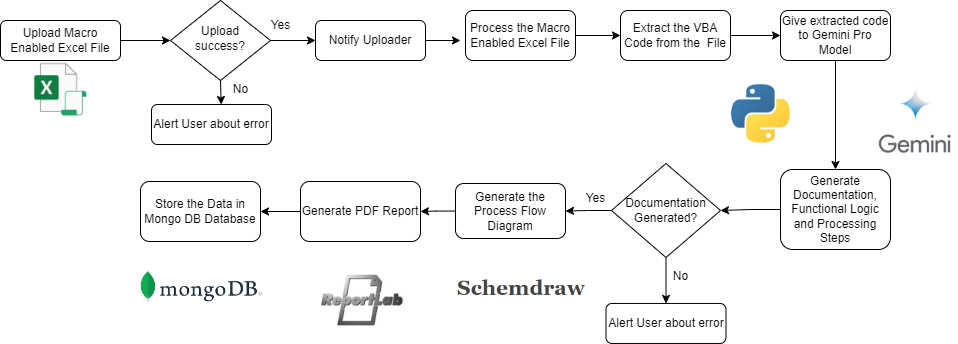 Upload Macro
Enabled Excel File
Upload
success?
Yes
Notify Uploader
Process the Macro
Enabled Excel File
Extract the VBA
Code from the File
Give extracted code
to Gemini Pro
Model
X
No
Alert User about error
Gemini
Store the Data in
Mongo DB Database
Generate PDF Report
Generate the
Process Flow
Diagram
Yes
Documentation
Generated?
Generate
Documentation,
Functional Logic
and Processing
Steps
No
mongoDB®
ReportLab
Schemdraw
Alert User about error